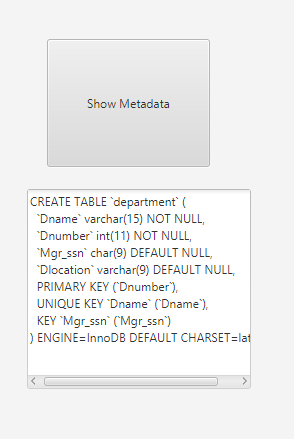 Show Metadata
CREATE TABLE `department` (
  `Dname` varchar(15) NOT NULL,
  `Dnumber` int(11) NOT NULL,
  `Mgr_ssn` char(9) DEFAULT NULL,
  `Dlocation` varchar(9) DEFAULT NULL,
  PRIMARY KEY (`Dnumber`),
  UNIQUE KEY `Dname` (`Dname`),
  KEY `Mgr_ssn` (`Mgr_ssn`)
) ENGINE=InnoDB DEFAULT CHARSET=lat